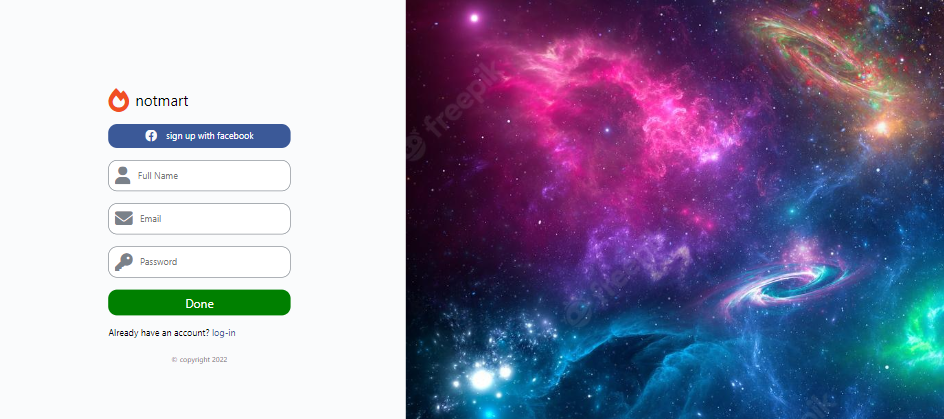 notmart
sign up with facebook
Full Name
Email
Password
Done
Already have an account? log-in
© copyright 2022
freepik
freepik